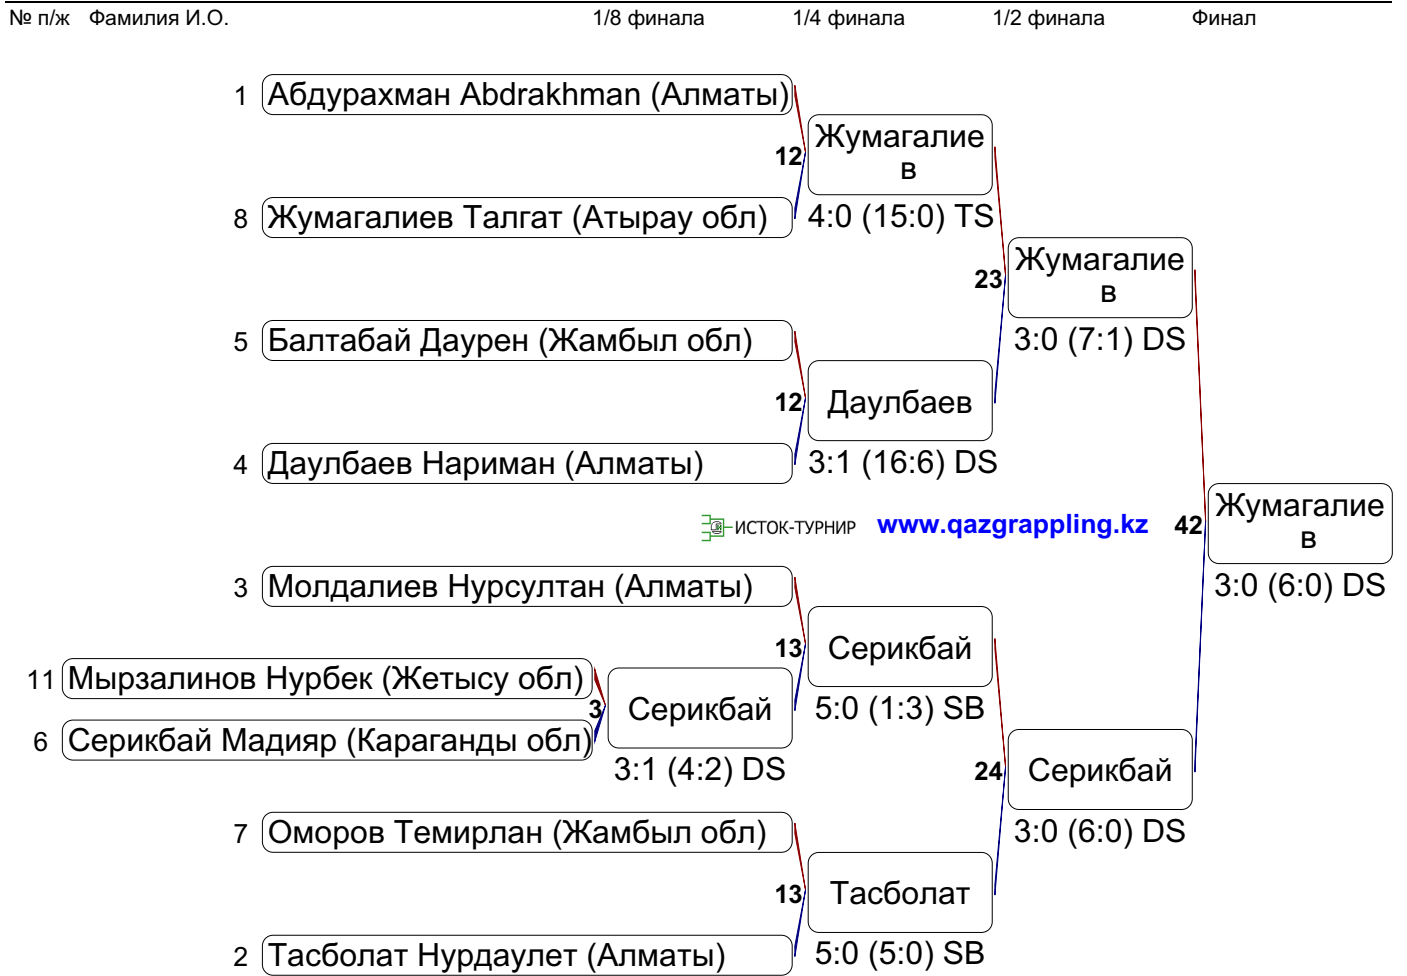 № п/ж Фамилия И.О. 1/8 финала 1/4 финала 1/2 финала Финал
1 Абдурахман Abdrakhman (Алматы)
Жумагалие
12
в
8 Жумагалиев Талгат (Атырау обл) 4:0 (15:0) TS
Жумагалие
23
в
5 Балтабай Даурен (Жамбыл обл) 3:0 (7:1) DS
12 Даулбаев
4 Даулбаев Нариман (Алматы) 3:1 (16:6) DS
Жумагалие
ИСТОК-ТУРНИР www.qazgrappling.kz 42
в
3 Молдалиев Нурсултан (Алматы) 3:0 (6:0) DS
13 Серикбай
11 Мырзалинов Нурбек (Жетысу обл)
3 Серикбай 5:0 (1:3) SB
6 Серикбай Мадияр (Караганды обл)
3:1 (4:2) DS 24 Серикбай
7 Оморов Темирлан (Жамбыл обл) 3:0 (6:0) DS
13 Тасболат
2 Тасболат Нурдаулет (Алматы) 5:0 (5:0) SB